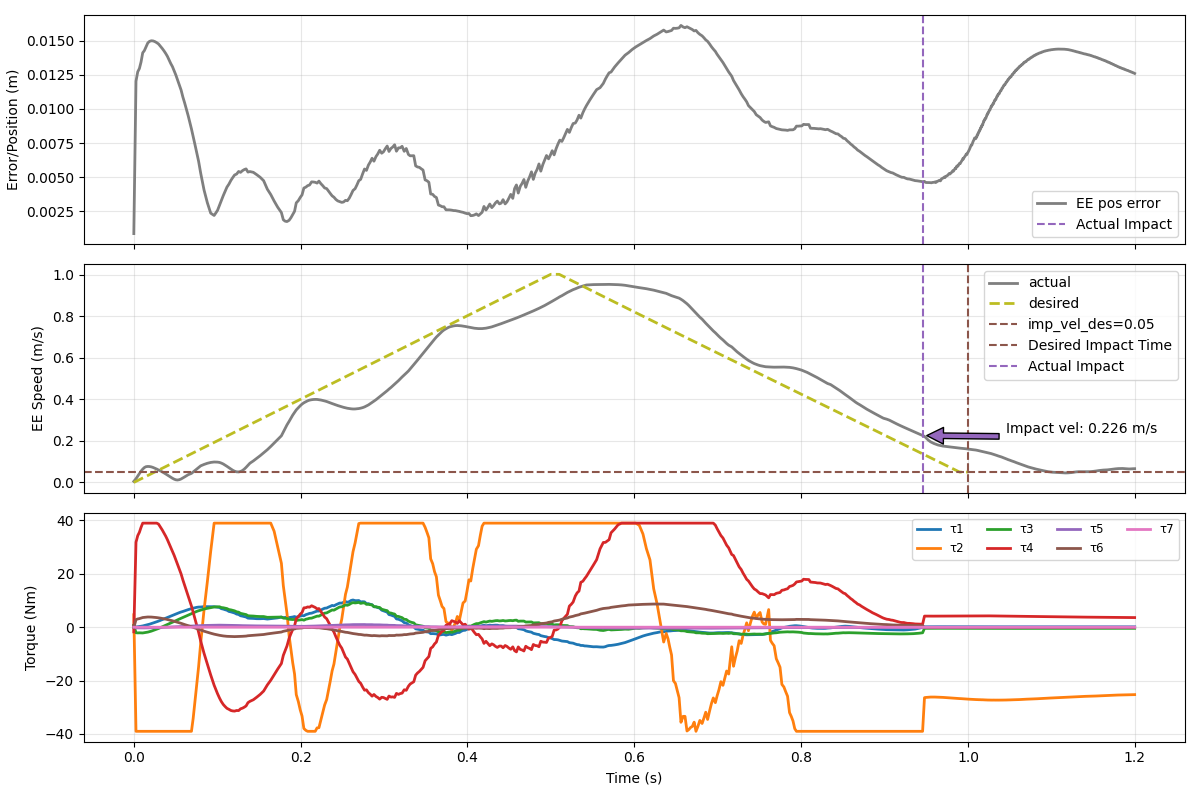 0.0150
0.0125
0.0100
0.0075
0.0050
0.0025
Error/Position (m)
EE pos error
Actual Impact
1.0
0.8
0.6
0.4
0.2
0.0
EE Speed (m/s)
actual
desired
imp_vel_des=0.05
Desired Impact Time
Actual Impact
Impact vel: 0.226 m/s
40
20
0
−20
−40
Torque (Nm)
τ1 τ3 τ5 τ7
τ2 τ4 τ6
0.0 0.2 0.4 0.6 0.8 1.0 1.2
Time (s)